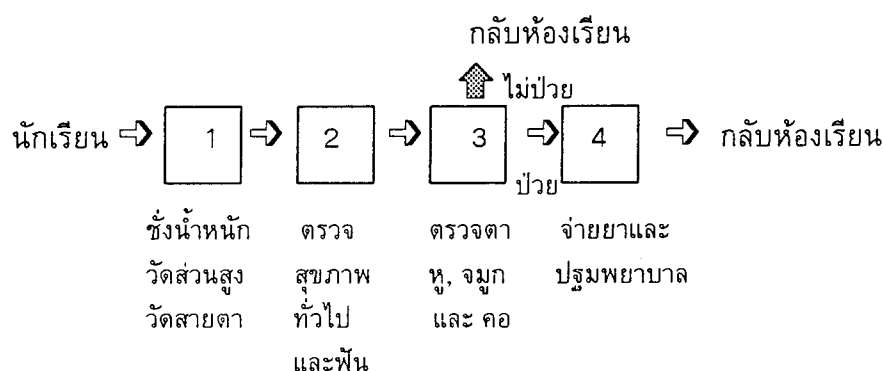 กลับห้องเรียน
ไม่ป่วย
นักเรียน 1 2 3 4 กลับห้องเรียน
ป่วย
ชั่งน้ำหนัก ตรวจ ตรวจตา จ่ายยาและ
วัดส่วนสูง สุขภาพ หู, จมูก ปฐมพยาบาล
วัดสายตา ทั่วไป และ คอ
และฟัน